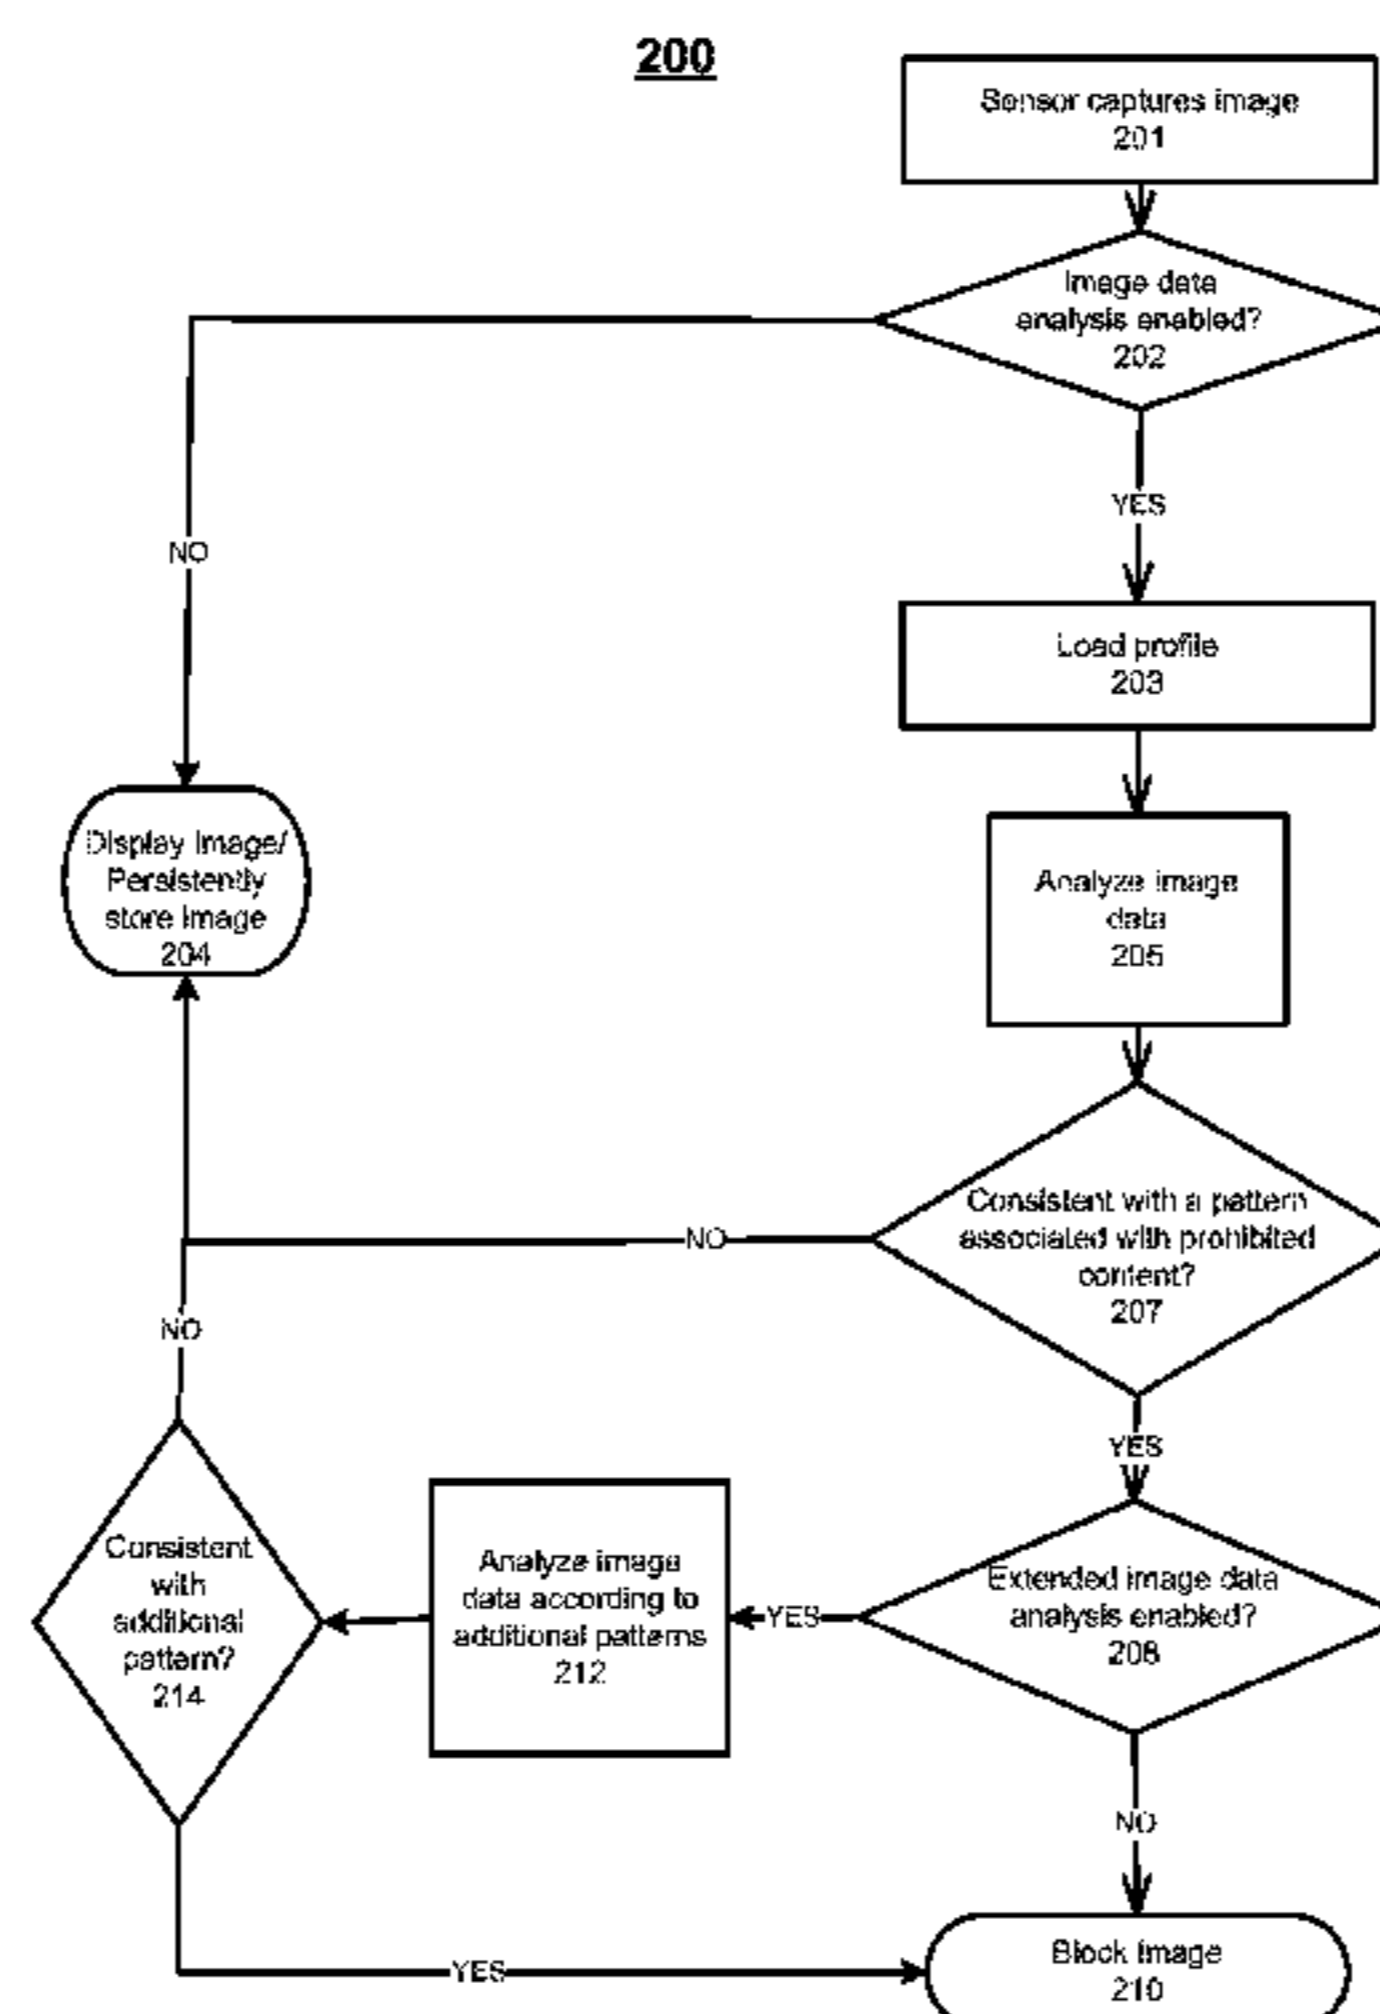 200
Sensor captures image
201
Image data
analysis enabled?
202
NO
YES
Load profile
203
Display Image/
Persistently
store Image
204
Analyze image
data
205
Consistent with a pattern
associated with prohibited
content?
207
NO
NO
YES
Consistent
with
additional
pattern?
214
Analyze image
data according to
additional patterns
212
YES
Extended image data
analysis enabled?
208
NO
YES
Block Image
210